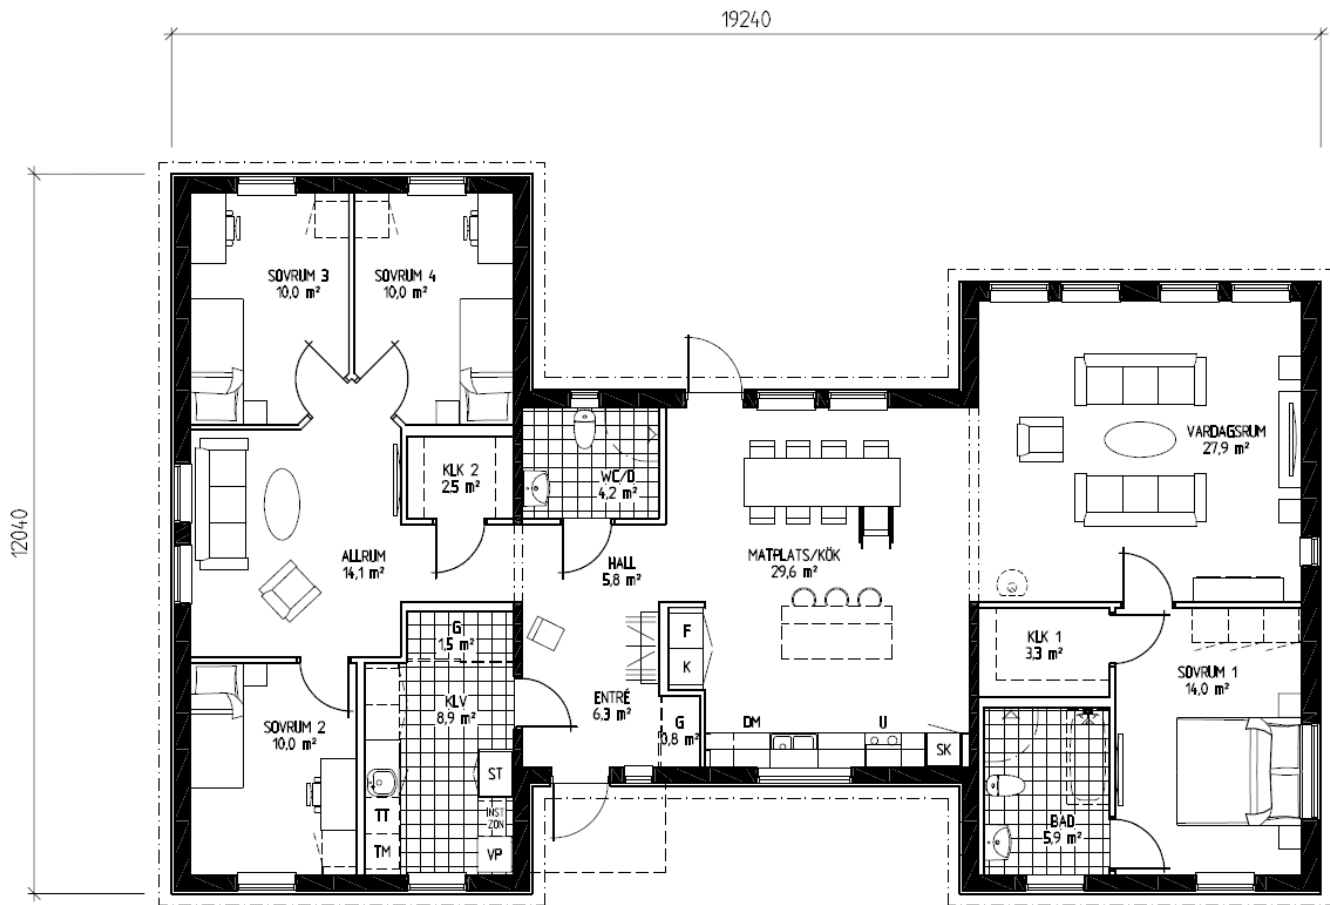 19240
12040
SOVRUM 3
10,0 m²
SOVRUM 4
10,0 m²
VARDAGSRUM
27,9 m²
KLK 2
2,5 m²
WC/D
4,2 m²
ALLRUM
14,1 m²
HALL
5,8 m²
MATPLATS/KÖK
29,6 m²
G
1,5 m²
F
K
KLK 1
3,3 m²
SOVRUM 1
14,0 m²
KLV
8,9 m²
ENTRÉ
6,3 m²
SOVRUM 2
10,0 m²
G
0,8 m²
DM
U
SK
ST
TT
INST
ZON
TM
VP
BAD
5,9 m²